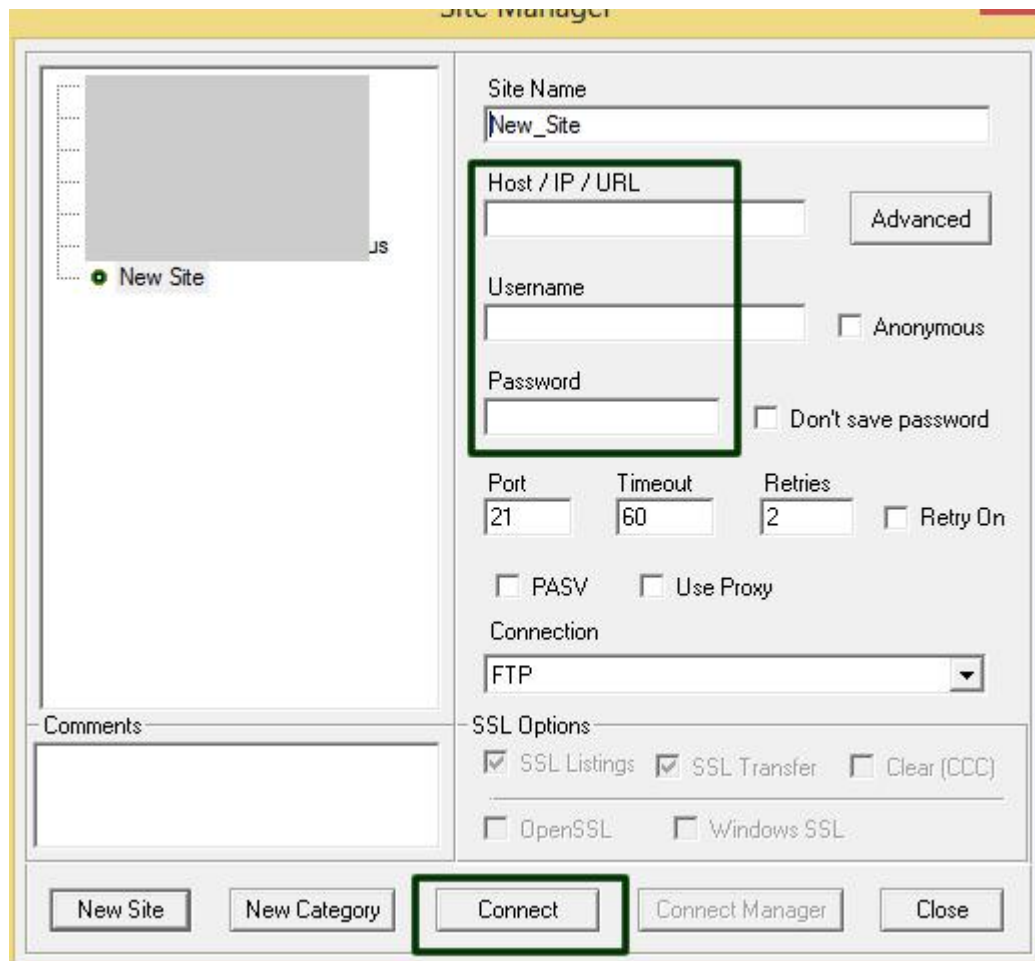 Site Manager
us
New Site
Site Name
New_Site
Host / IP / URL
Advanced
Username
Anonymous
Password
Don't save password
Port Timeout Retries
21 60 2 Retry On
PASV Use Proxy
Connection
FTP
Comments
SSL Options
SSL Listings SSL Transfer Clear (CCC)
OpenSSL Windows SSL
New Site New Category Connect Connect Manager Close